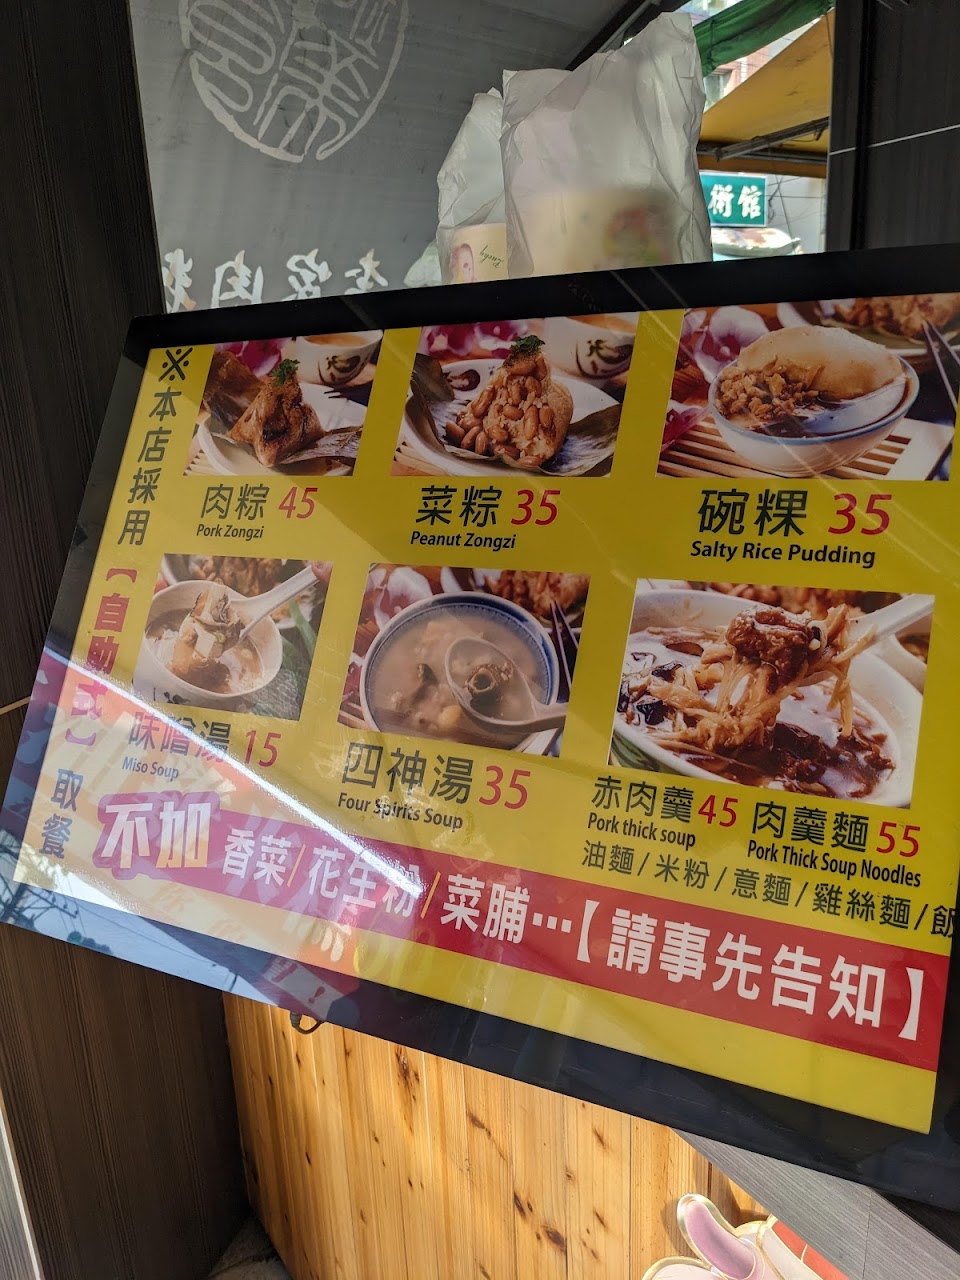 術館
※本店採用【自助式】取餐
肉粽 45
Pork Zongzi
菜粽 35
Peanut Zongzi
碗粿 35
Salty Rice Pudding
味噌湯 15
Miso Soup
四神湯 35
Four Spirits Soup
赤肉羹 45
Pork thick soup
肉羹麵 55
Pork Thick Soup Noodles
油麵/米粉/意麵/雞絲麵/飯
不加香菜/花生粉/菜脯…【請事先告知】